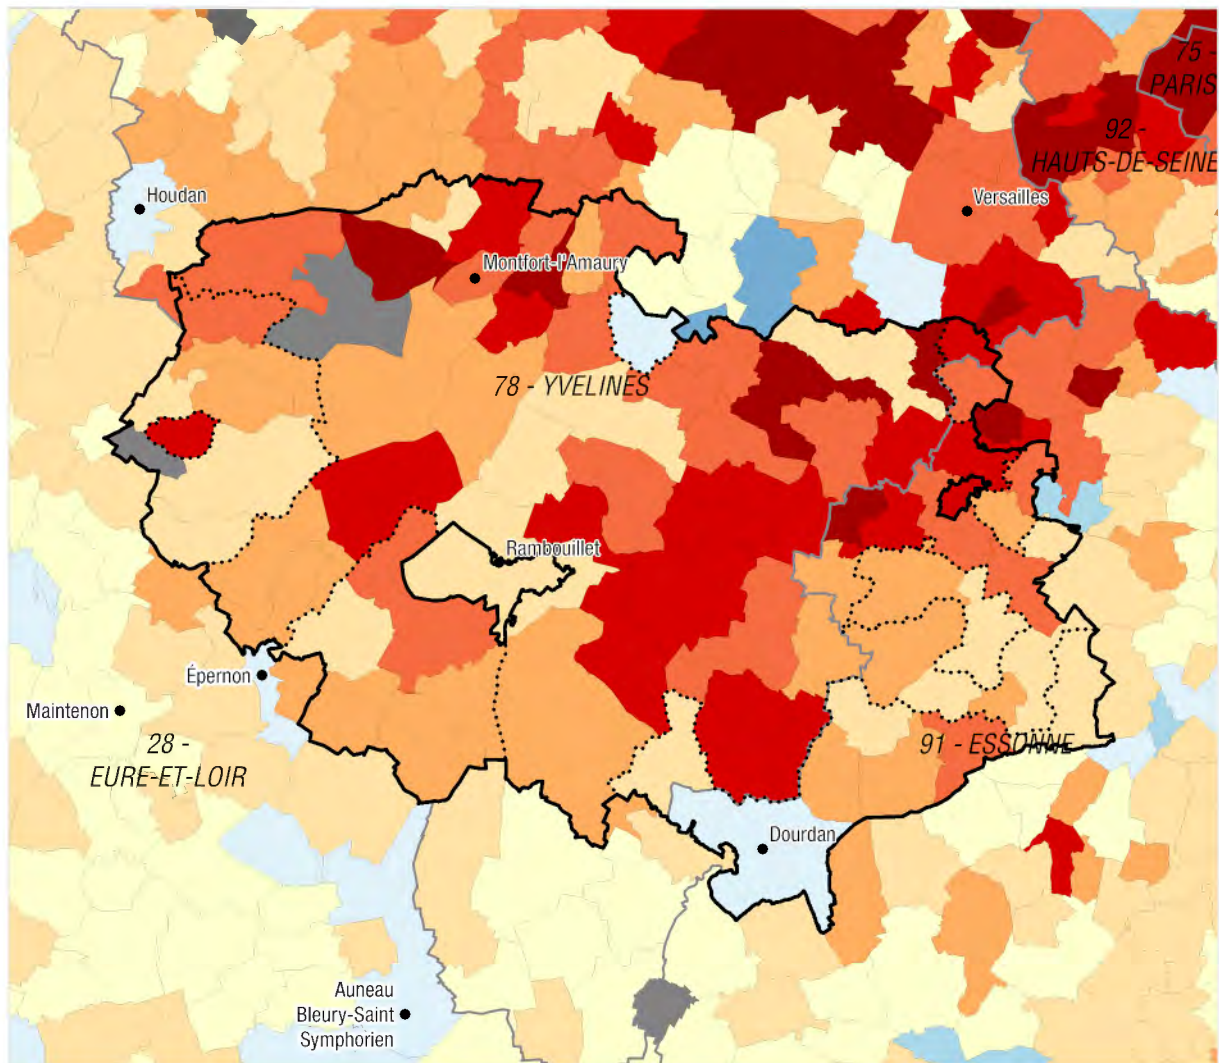 75 -
PARIS
92 -
HAUTS-DE-SEINE
Houdan
Versailles
Montfort-l'Amaury
78 - YVELINES
Rambouillet
Épernon
Maintenon
28 -
EURE-ET-LOIR
91 - ESSONNE
Dourdan
Auneau
Bleury-Saint
Symphorien